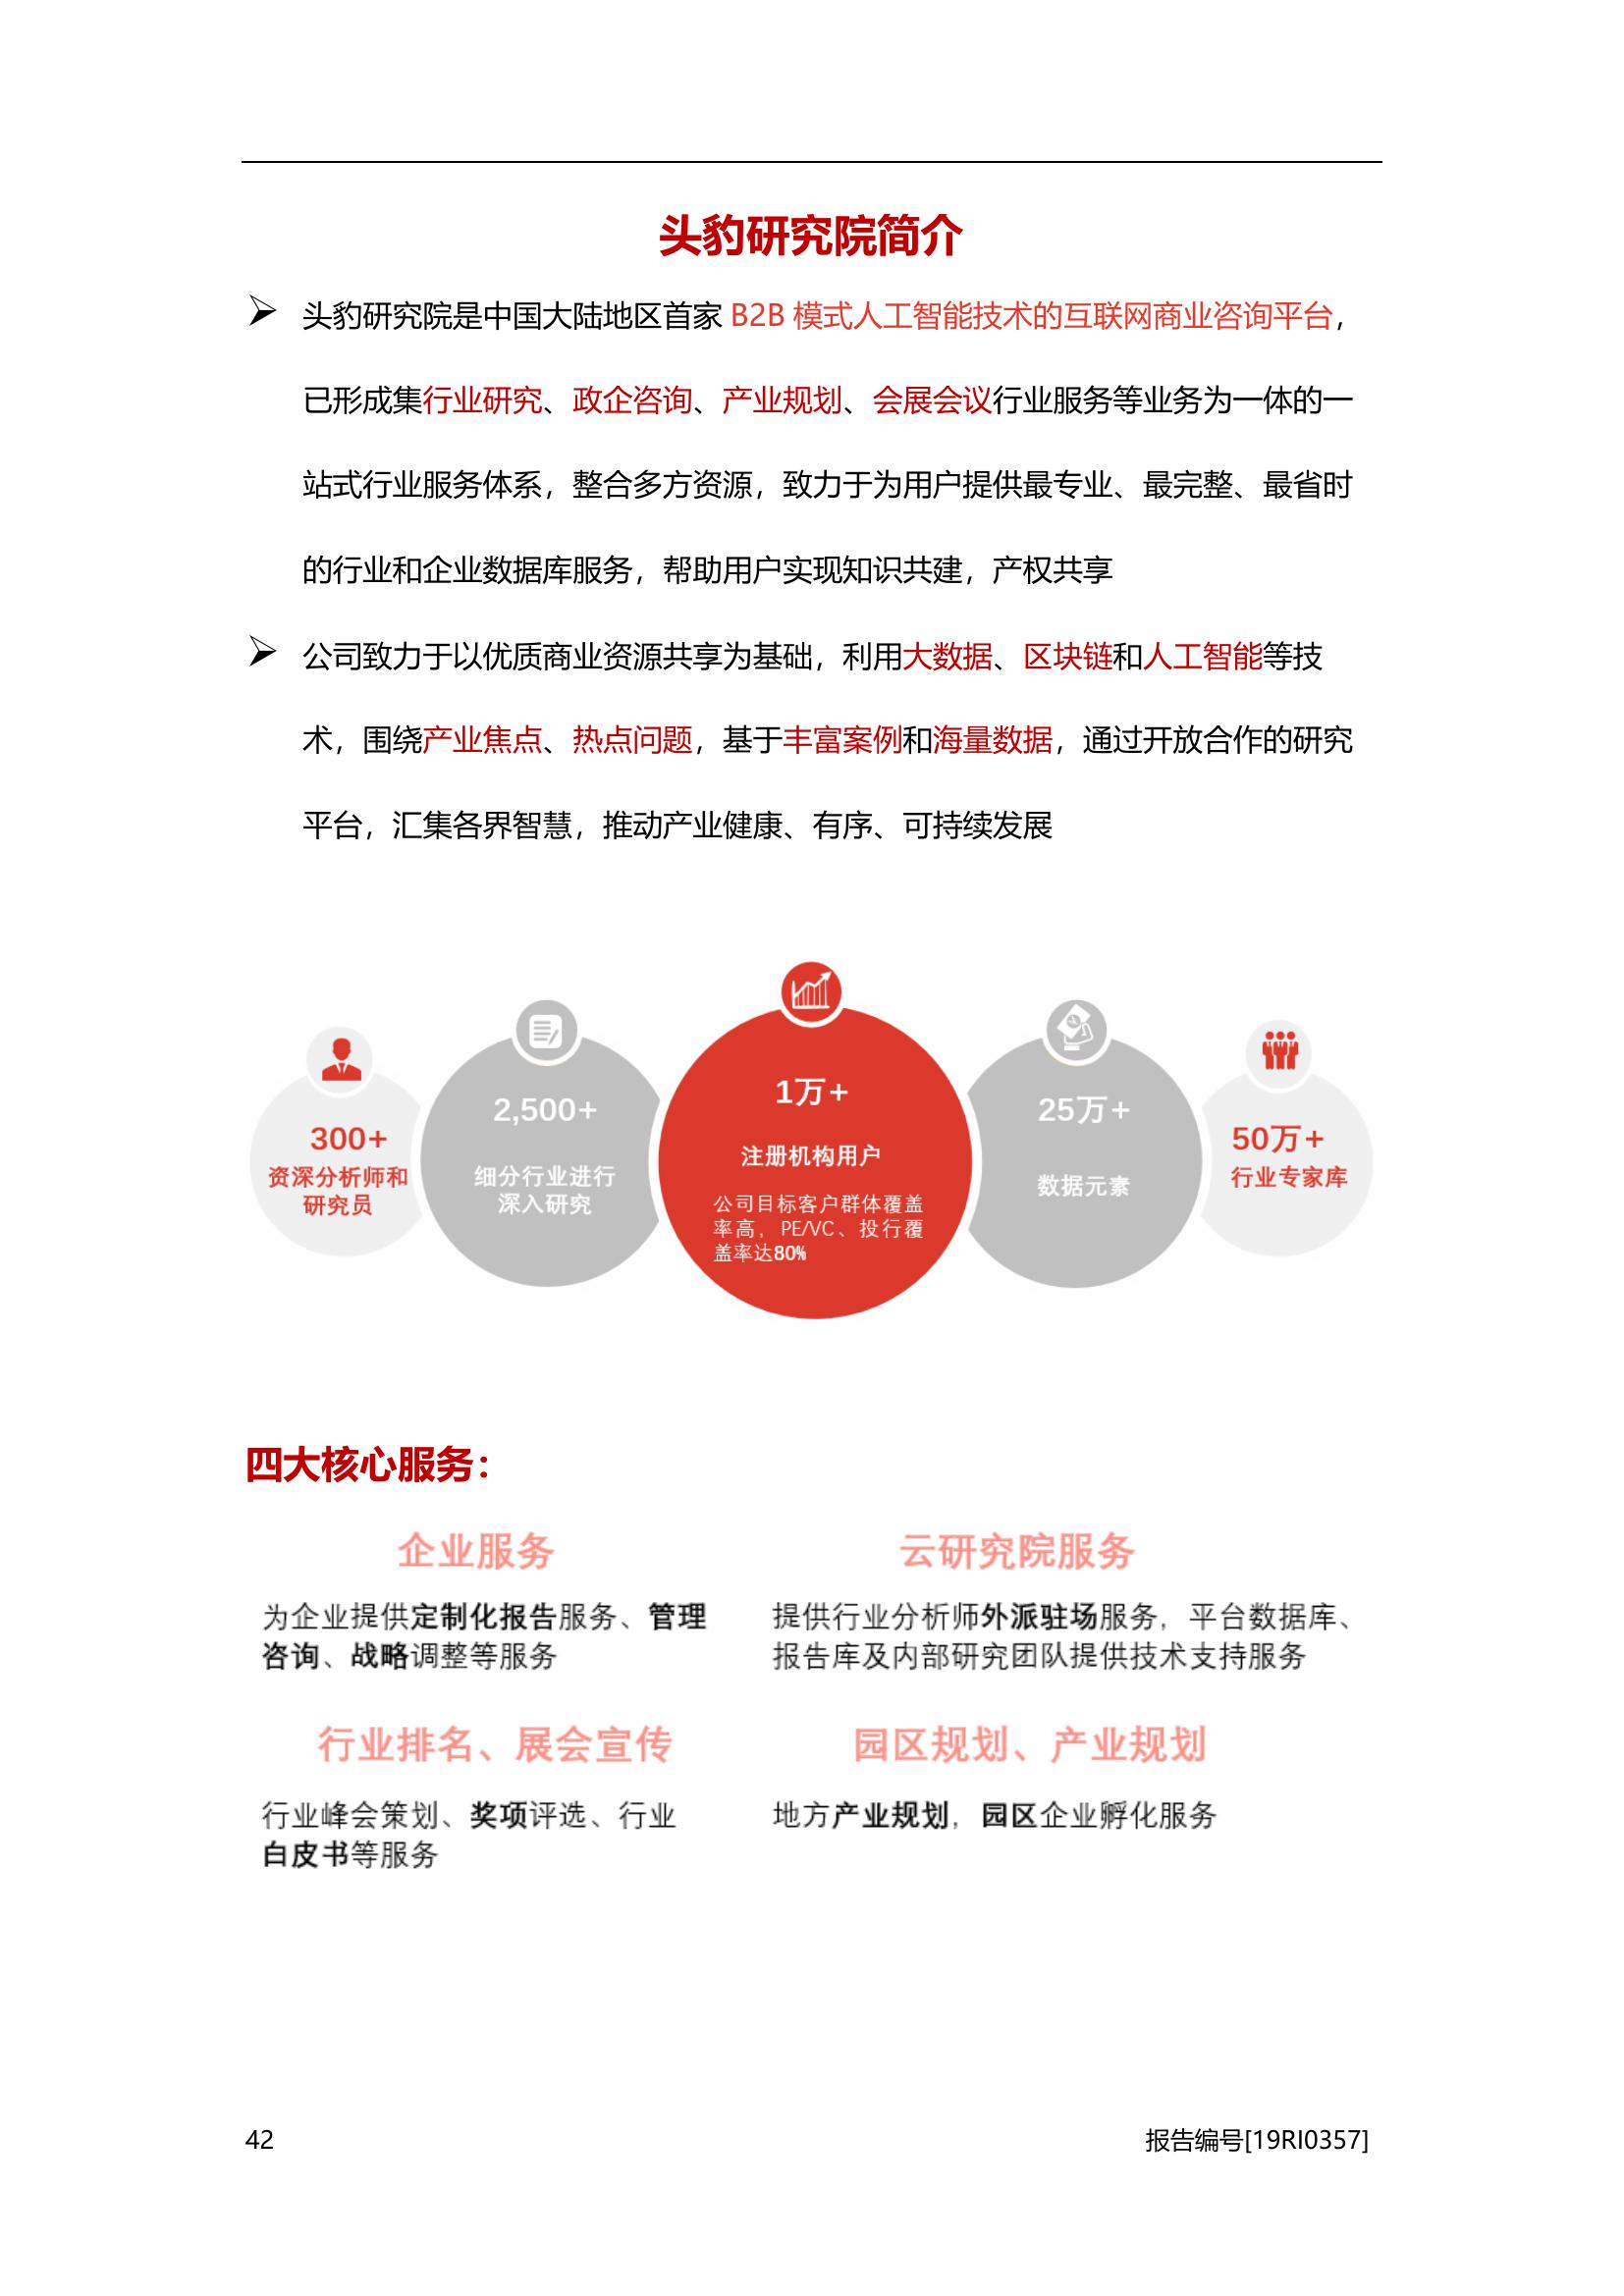 头豹研究院简介
➢ 头豹研究院是中国大陆地区首家 B2B 模式人工智能技术的互联网商业咨询平台，
已形成集行业研究、政企咨询、产业规划、会展会议行业服务等业务为一体的一
站式行业服务体系，整合多方资源，致力于为用户提供最专业、最完整、最省时
的行业和企业数据库服务，帮助用户实现知识共建，产权共享
➢ 公司致力于以优质商业资源共享为基础，利用大数据、区块链和人工智能等技
术，围绕产业焦点、热点问题，基于丰富案例和海量数据，通过开放合作的研究
平台，汇集各界智慧，推动产业健康、有序、可持续发展
300+
资深分析师和
研究员
2,500+
细分行业进行
深入研究
1万+
注册机构用户
公司目标客户群体覆盖
率高，PE/VC、投行覆
盖率达80%
25万+
数据元素
50万+
行业专家库
四大核心服务：
企业服务
为企业提供定制化报告服务、管理
咨询、战略调整等服务
云研究院服务
提供行业分析师外派驻场服务，平台数据库、
报告库及内部研究团队提供技术支持服务
行业排名、展会宣传
行业峰会策划、奖项评选、行业
白皮书等服务
园区规划、产业规划
地方产业规划，园区企业孵化服务
42
报告编号[19RI0357]